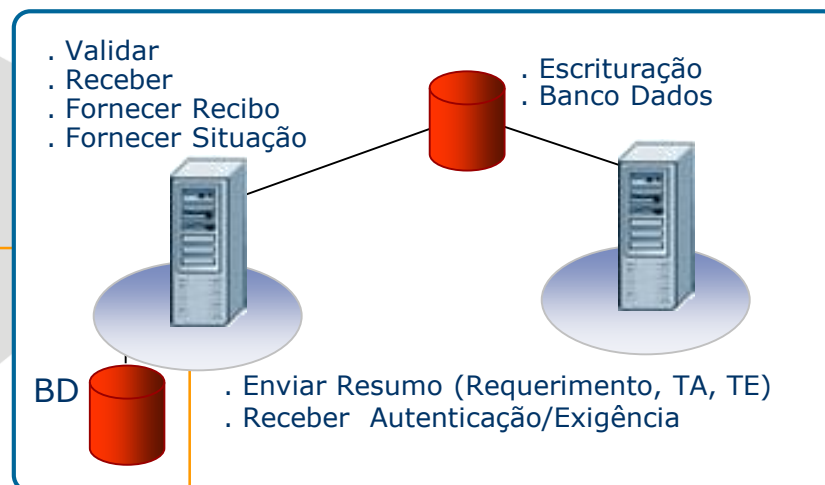 . Validar
. Receber
. Fornecer Recibo
. Fornecer Situação
. Escrituração
. Banco Dados
BD
. Enviar Resumo (Requerimento, TA, TE)
. Receber  Autenticação/Exigência